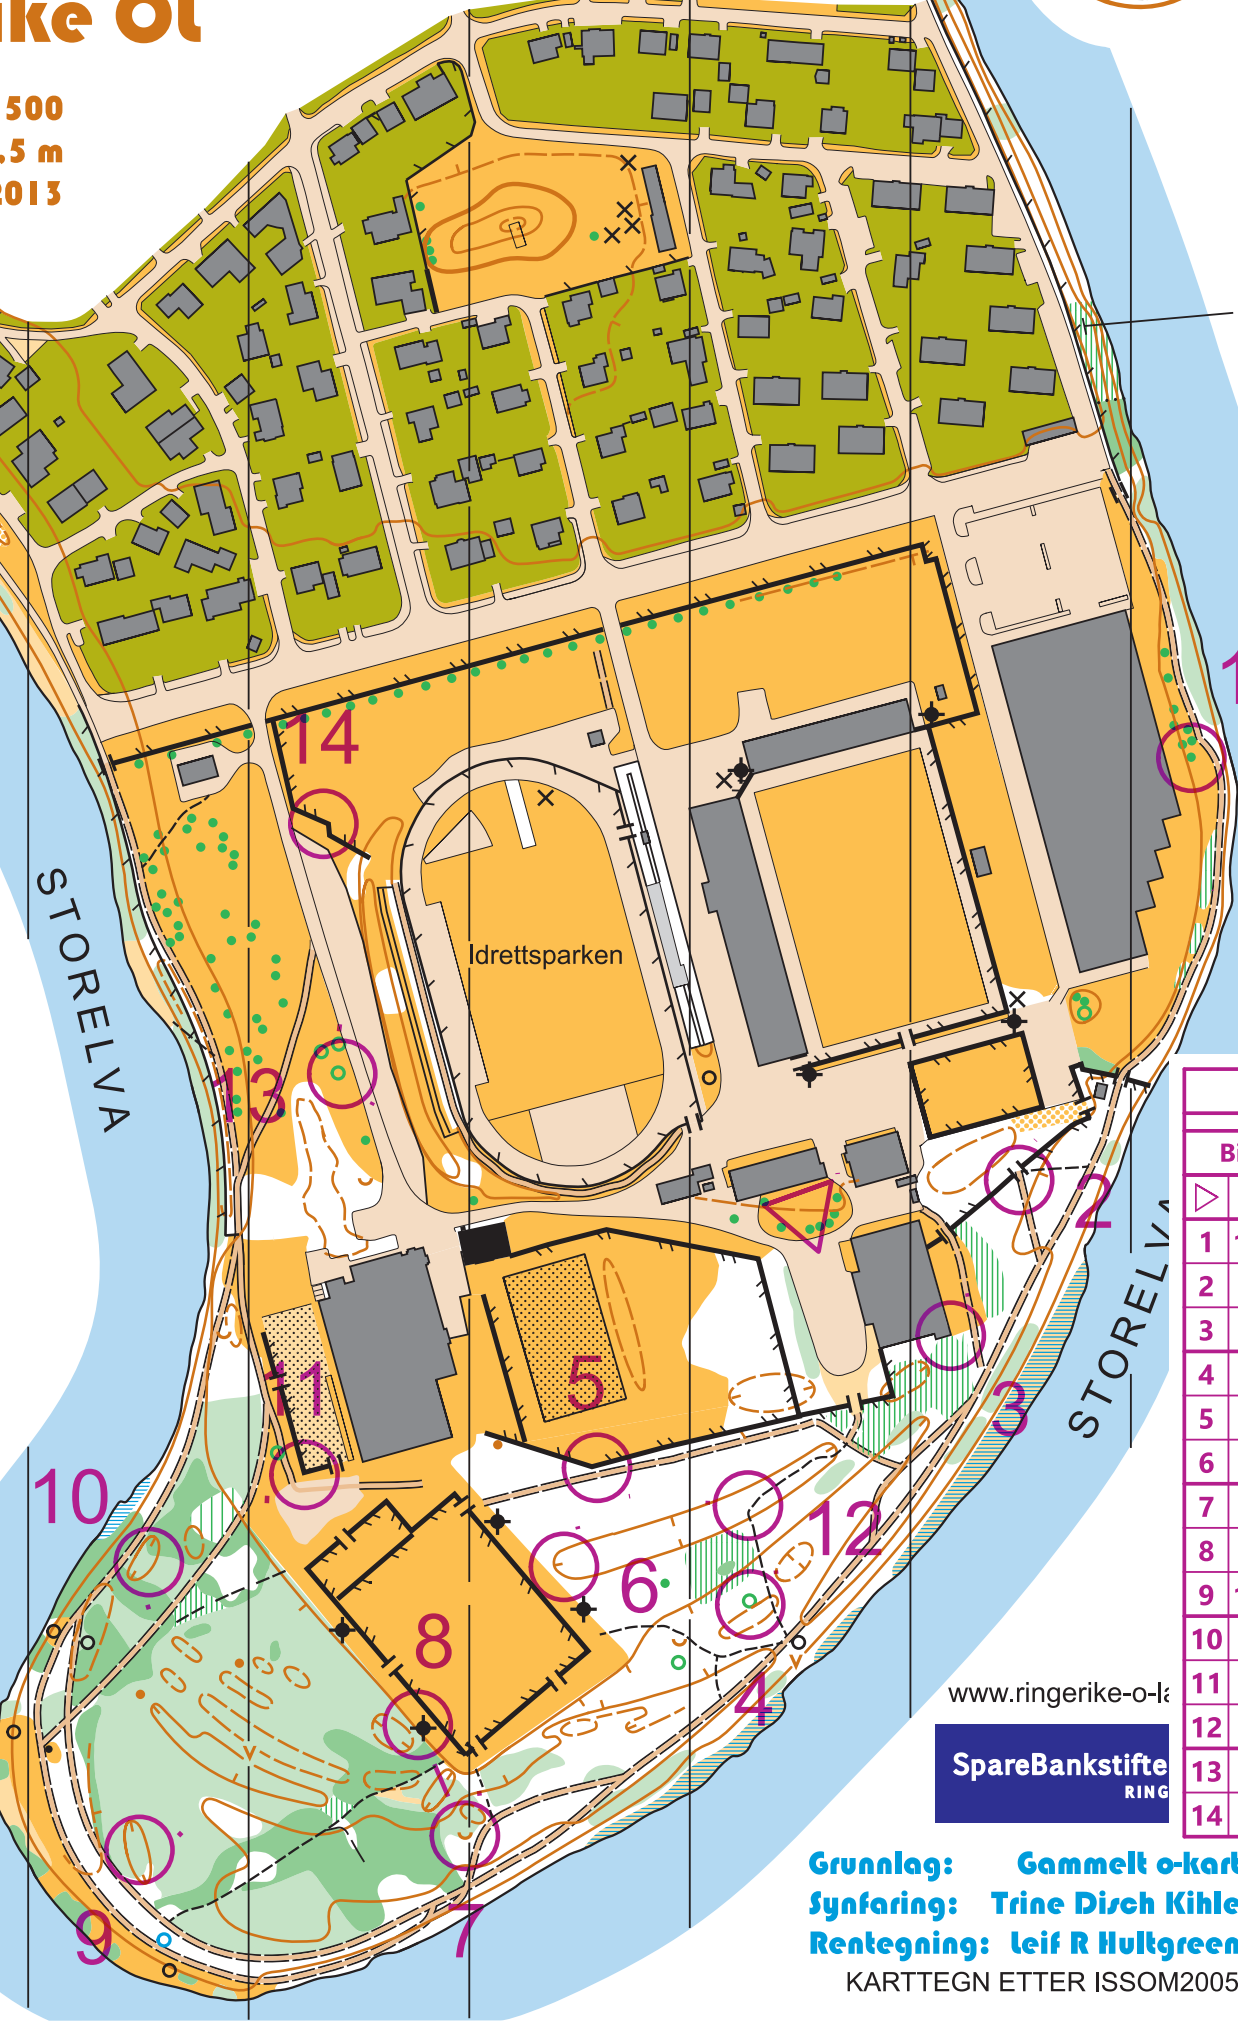 ike OL
500
,5 m
2013
14
STORELVA
Idrettsparken
13
2
STORELVA
11
5
3
10
12
6
8
4
9
7
Bi
1
2
3
4
5
6
7
8
9
10
11
12
13
14
www.ringerike-o-la
SpareBankstifte
RING
Grunnlag: Gammelt o-kart
Synfaring: Trine Disch Kihle
Rentegning: Leif R Hultgreen
KARTTEGN ETTER ISSOM2005